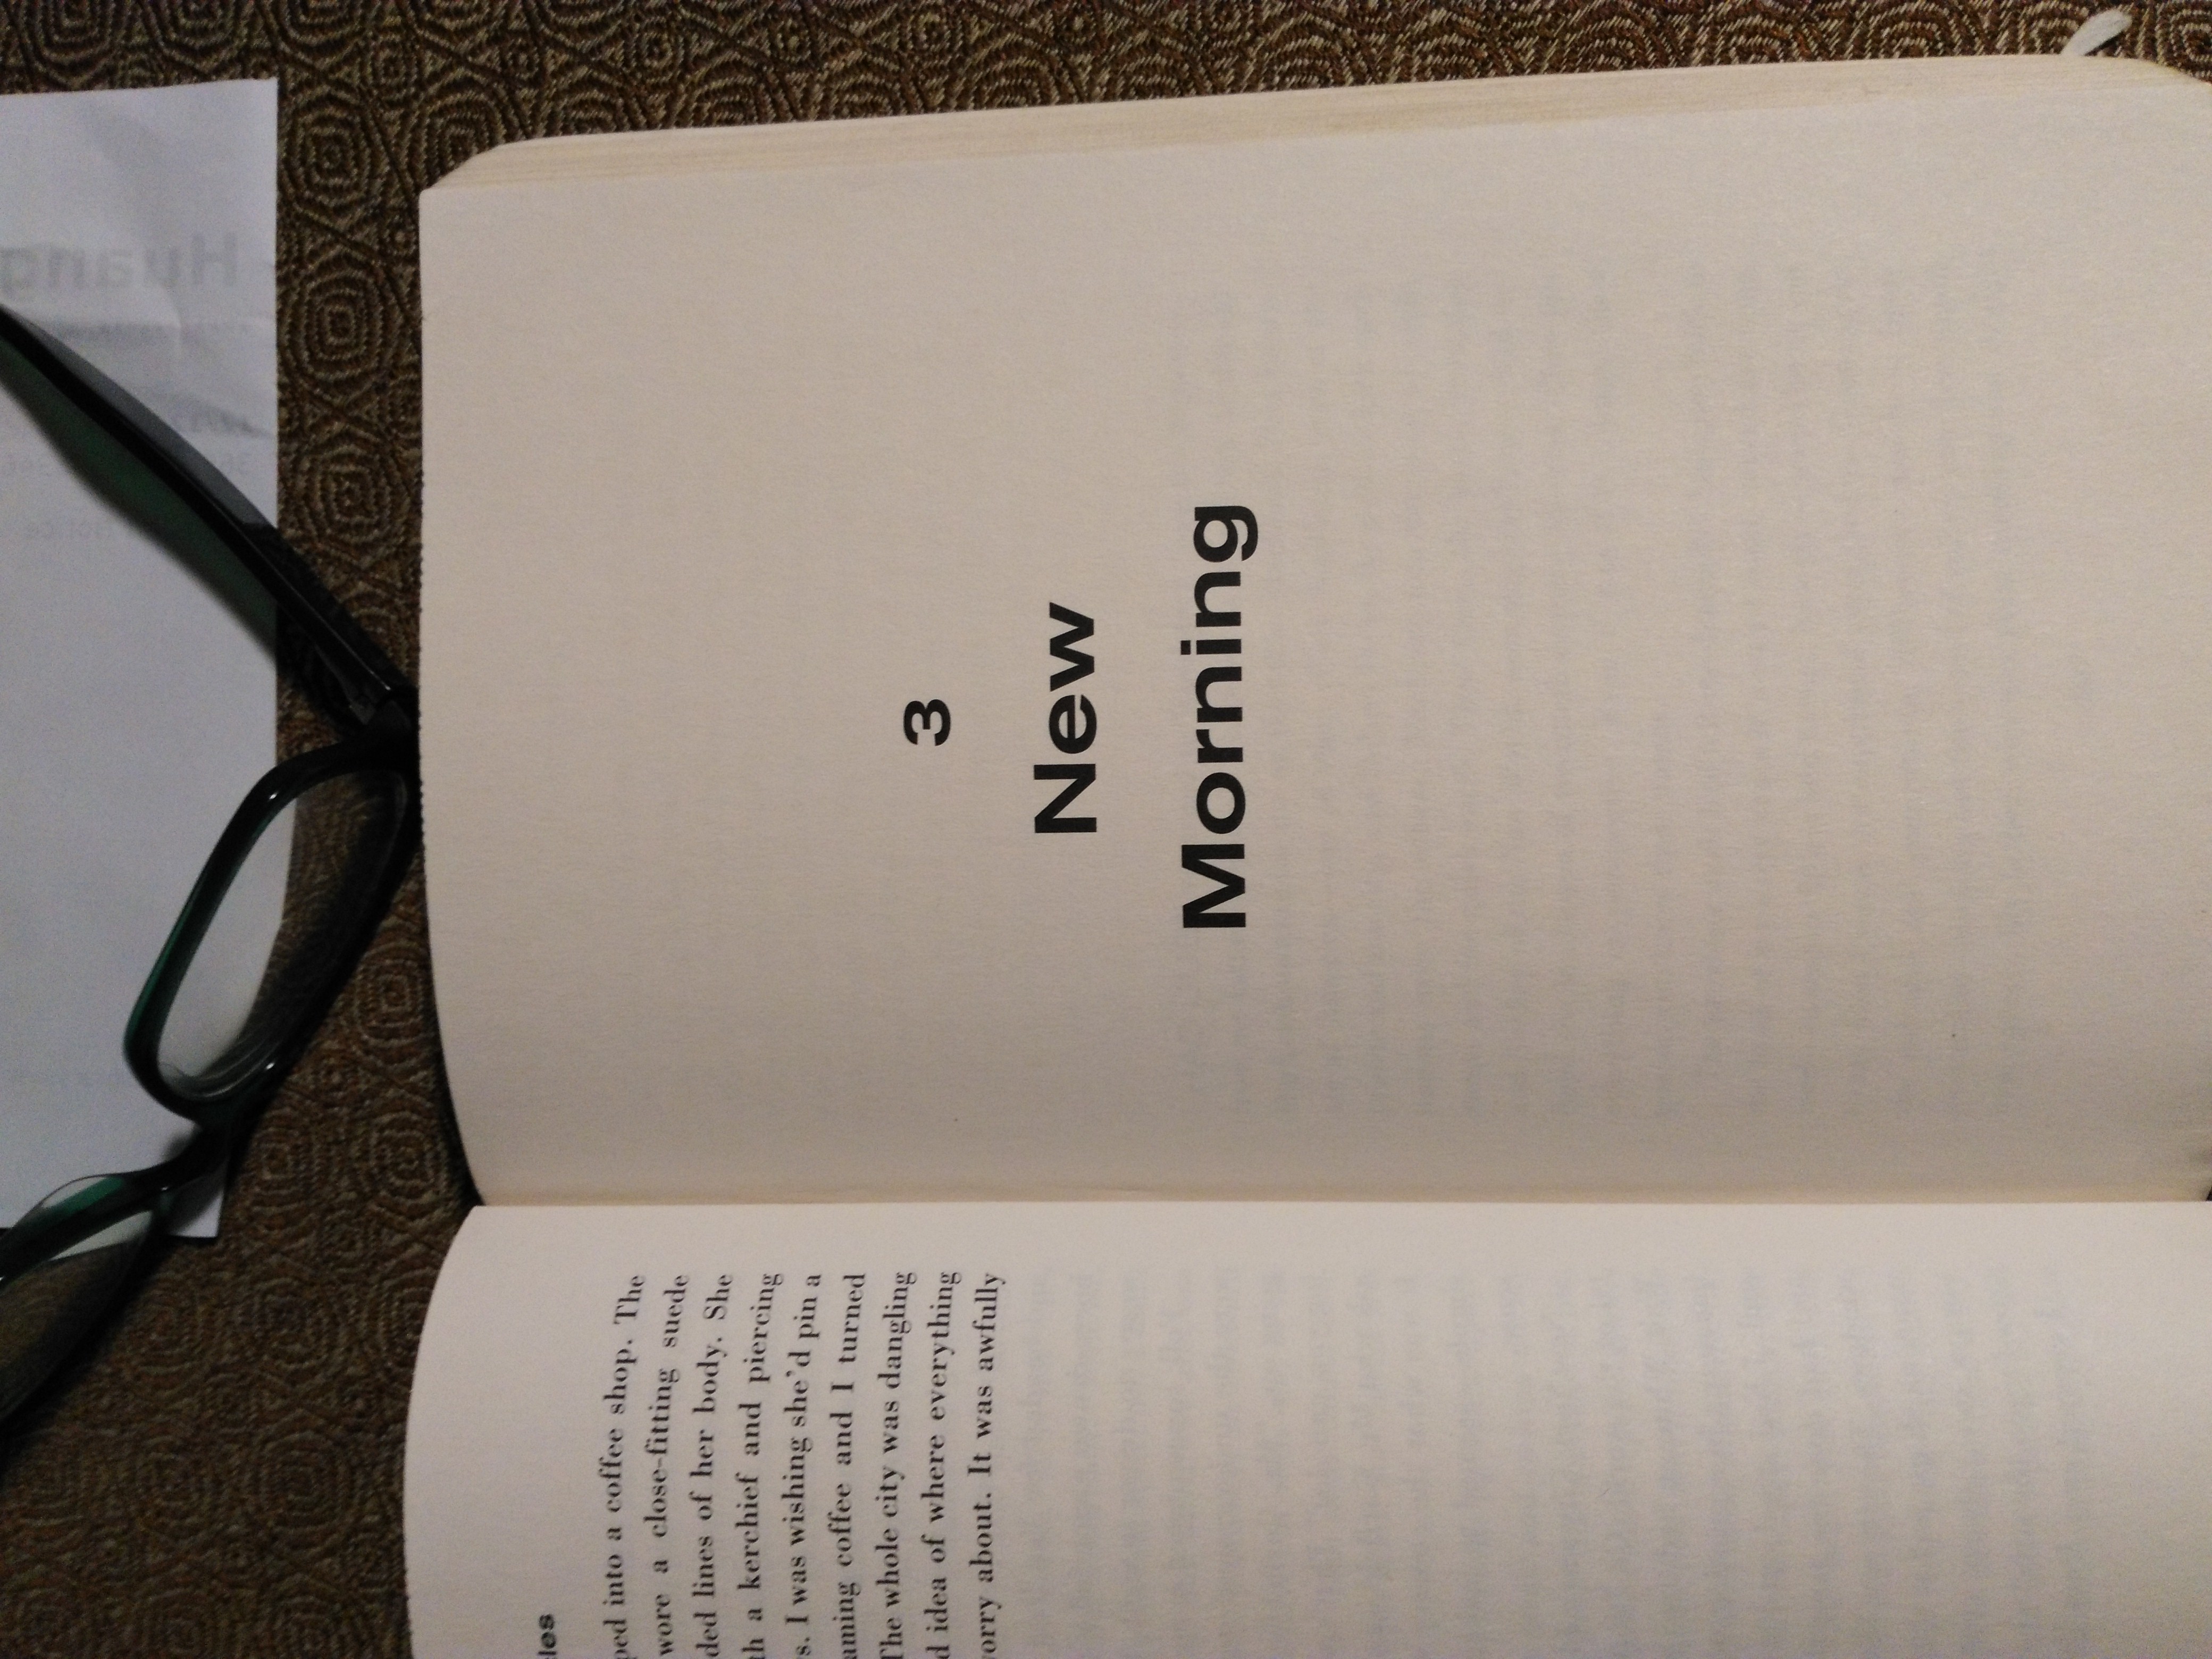 les
ped into a coffee shop. The
wore a close-fitting suede
ded lines of her body. She
th a kerchief and piercing
s. I was wishing she'd pin a
aming coffee and I turned
The whole city was dangling
d idea of where everything
orry about. It was awfully
3
New
Morning
Huang